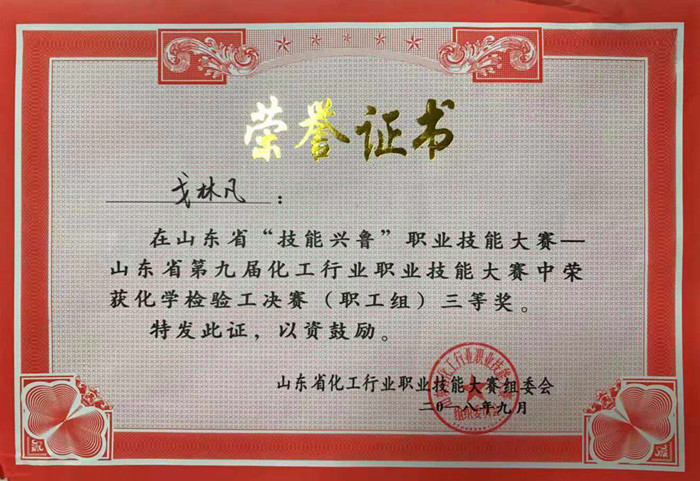 荣誉证书
戈林凡：
在山东省“技能兴鲁”职业技能大赛—
山东省第九届化工行业职业技能大赛中荣
获化学检验工决赛（职工组）三等奖。
特发此证，以资鼓励。
山东省化工行业职业技能大赛组委会
二〇一八年九月